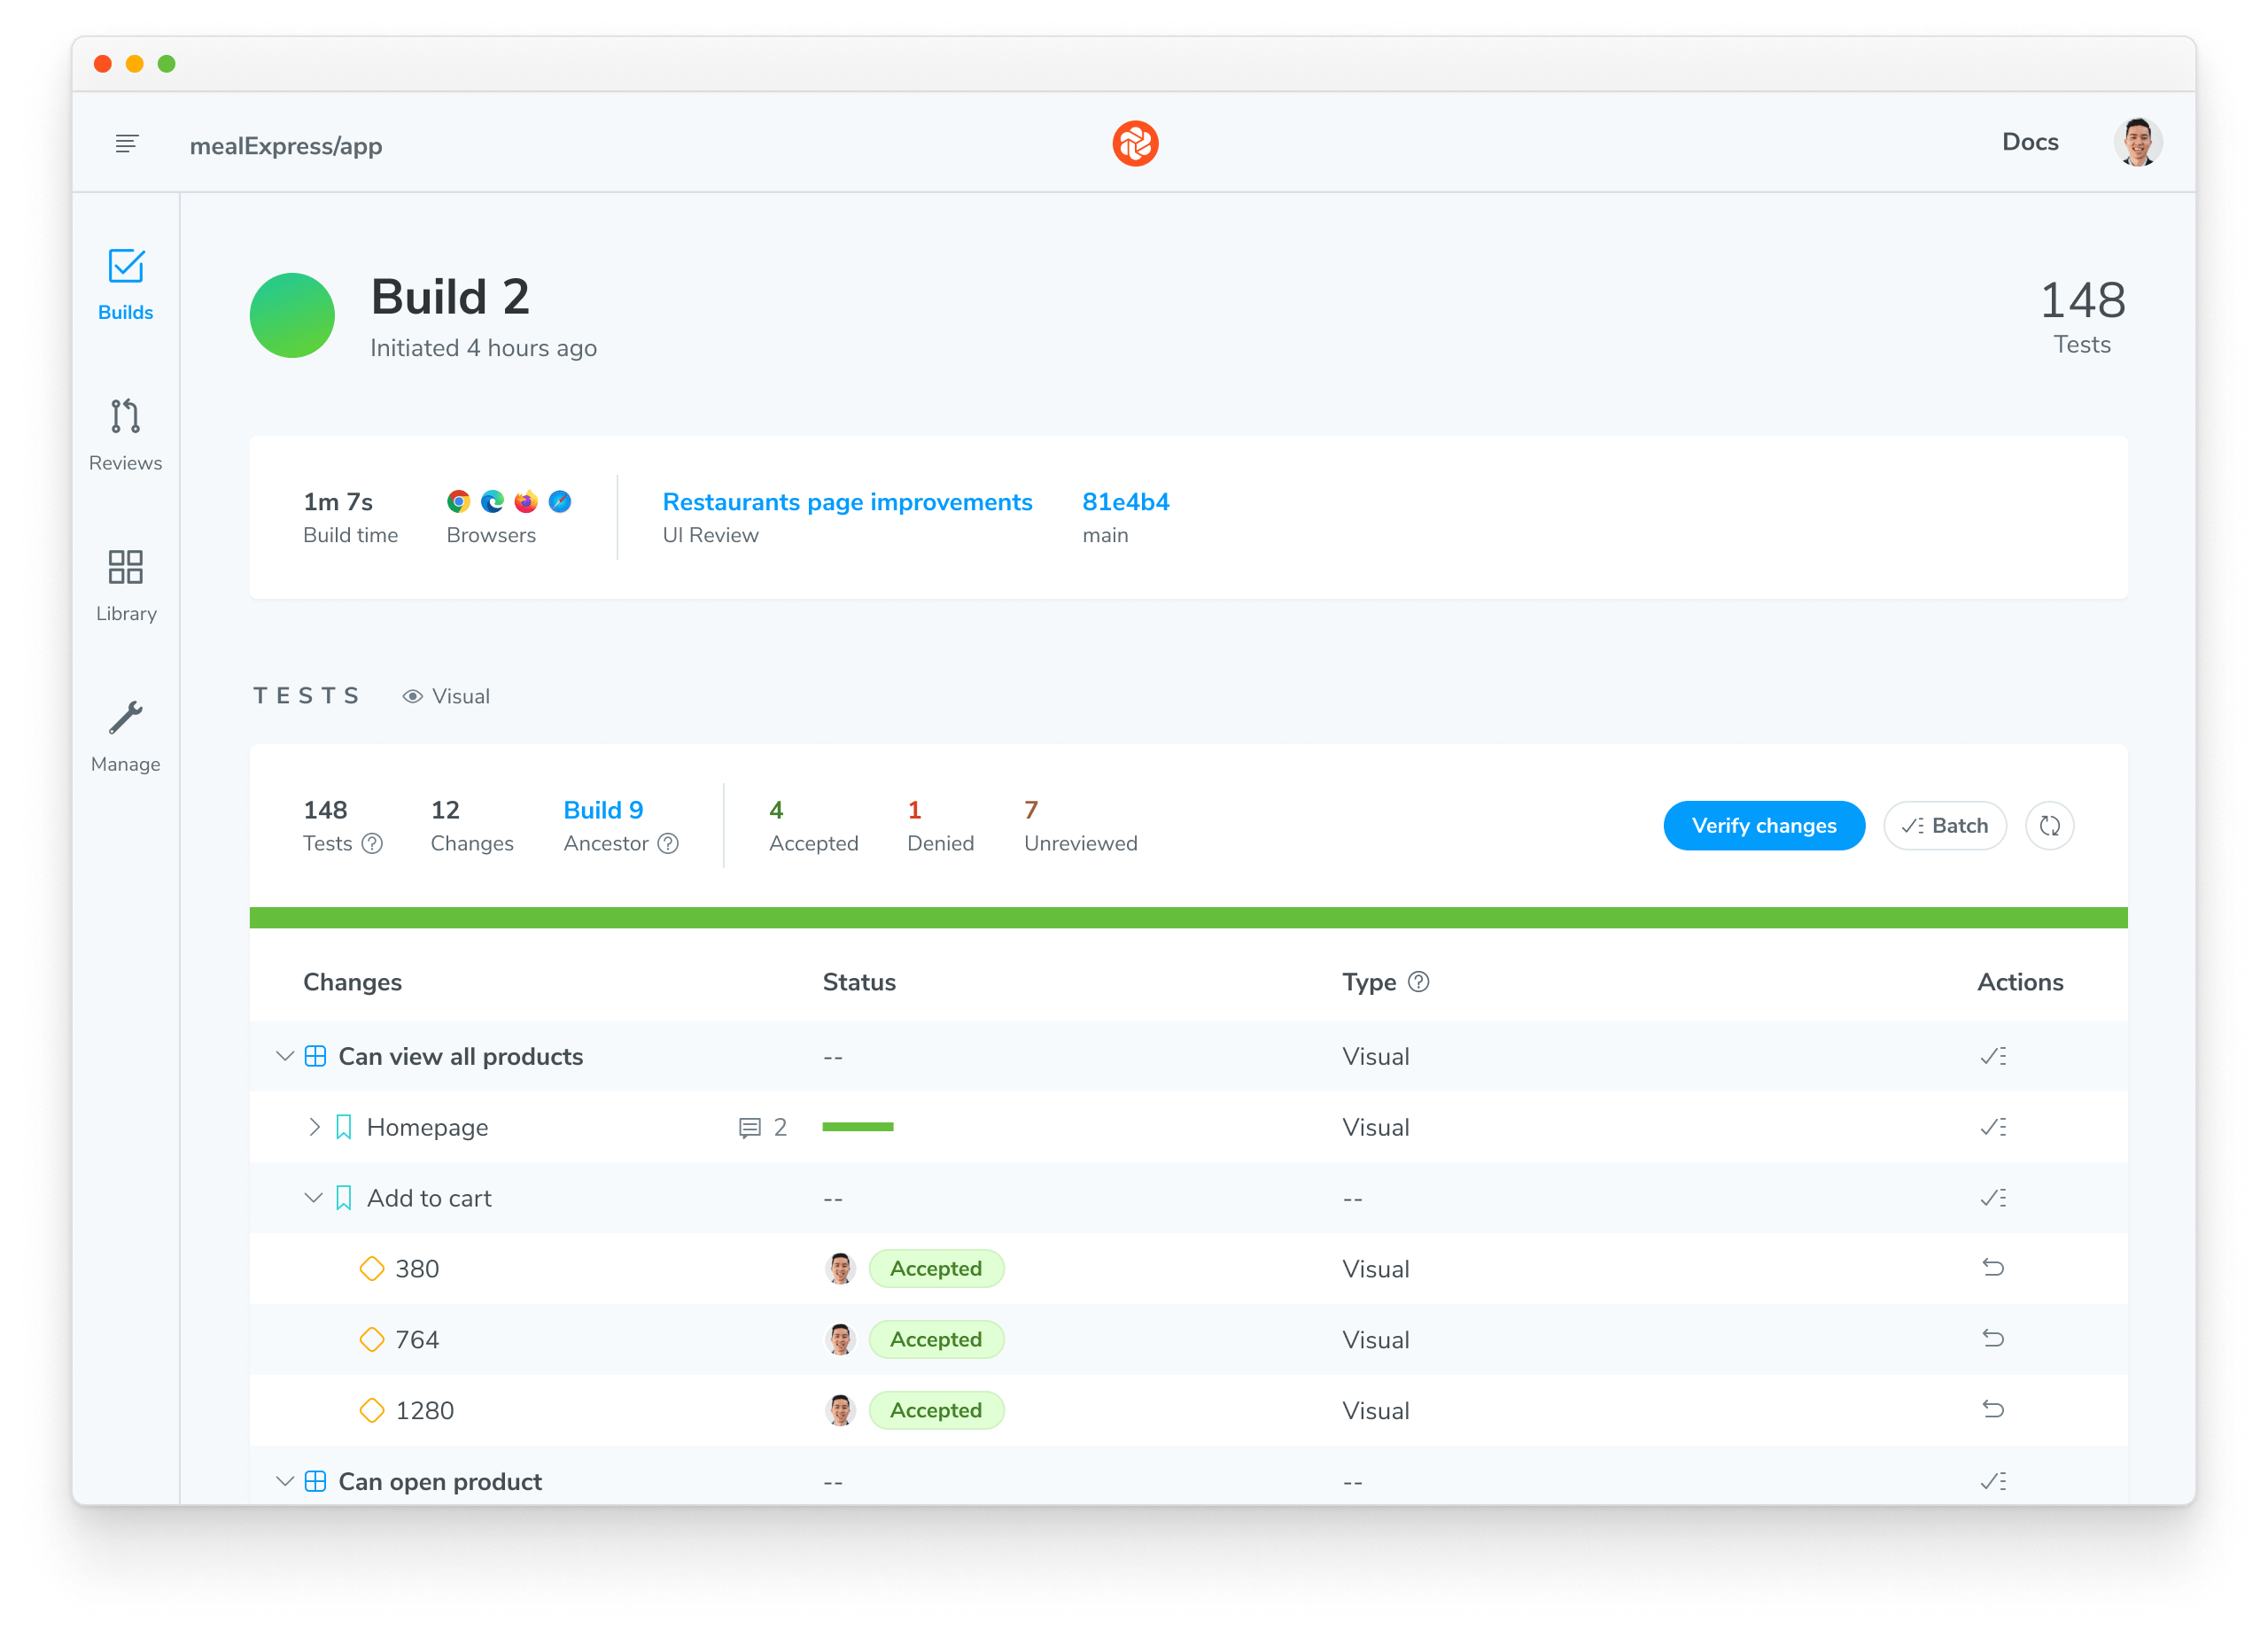 mealExpress/app
Docs
Builds
Reviews
Library
Manage
Build 2
Initiated 4 hours ago
148
Tests
1m 7s
Build time
Browsers
Restaurants page improvements
UI Review
81e4b4
main
TESTS
Visual
148
Tests ?
12
Changes
Build 9
Ancestor ?
4
Accepted
1
Denied
7
Unreviewed
Verify changes
Batch
Changes Status Type ? Actions
Can view all products -- Visual
Homepage 2 Visual
Add to cart -- --
380 Accepted Visual
764 Accepted Visual
1280 Accepted Visual
Can open product -- --